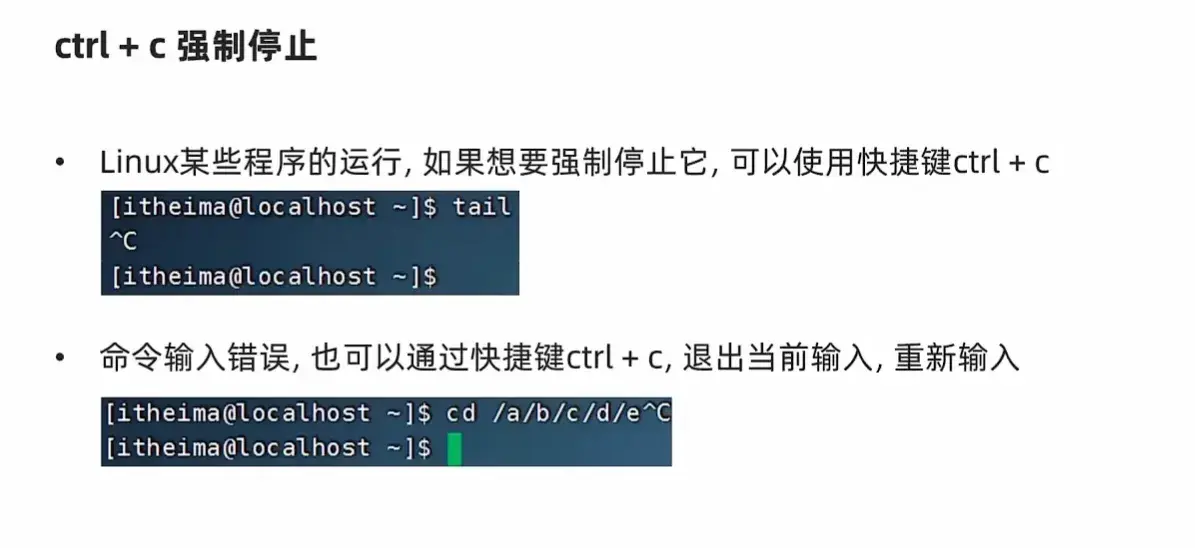 ctrl + c 强制停止
• Linux某些程序的运行, 如果想要强制停止它, 可以使用快捷键ctrl + c
[itheima@localhost ~]$ tail
^C
[itheima@localhost ~]$
• 命令输入错误, 也可以通过快捷键ctrl + c, 退出当前输入, 重新输入
[itheima@localhost ~]$ cd /a/b/c/d/e^C
[itheima@localhost ~]$